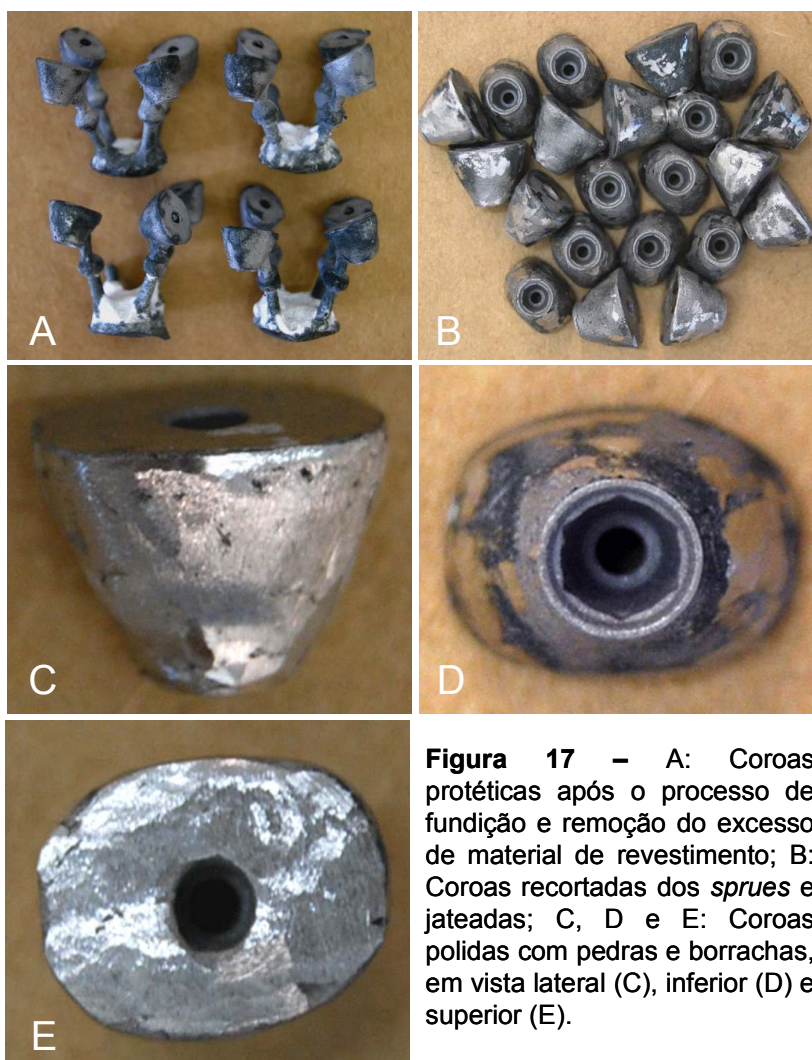 A
B
C
D
E
Figura 17 – A: Coroas
protéticas após o processo de
fundição e remoção do excesso
de material de revestimento; B:
Coroas recortadas dos sprues e
jateadas; C, D e E: Coroas
polidas com pedras e borrachas,
em vista lateral (C), inferior (D) e
superior (E).